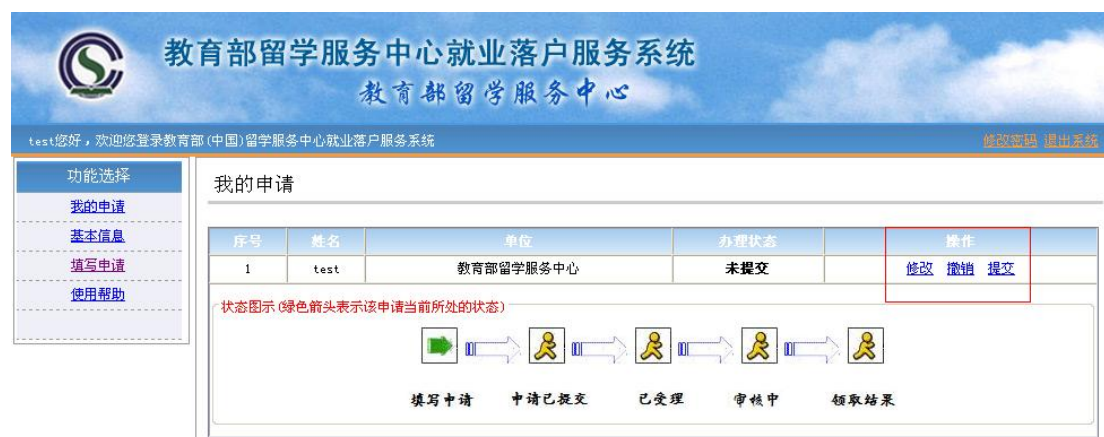 教育部留学服务中心就业落户服务系统
教育部留学服务中心
test您好，欢迎您登录教育部(中国)留学服务中心就业落户服务系统 修改密码 退出系统
功能选择
我的申请
基本信息
填写申请
使用帮助
我的申请
序号 姓名 单位 办理状态 操作
1 test 教育部留学服务中心 未提交 修改 撤销 提交
状态图示(绿色箭头表示该申请当前所处的状态)
填写申请 申请已提交 已受理 审核中 领取结果